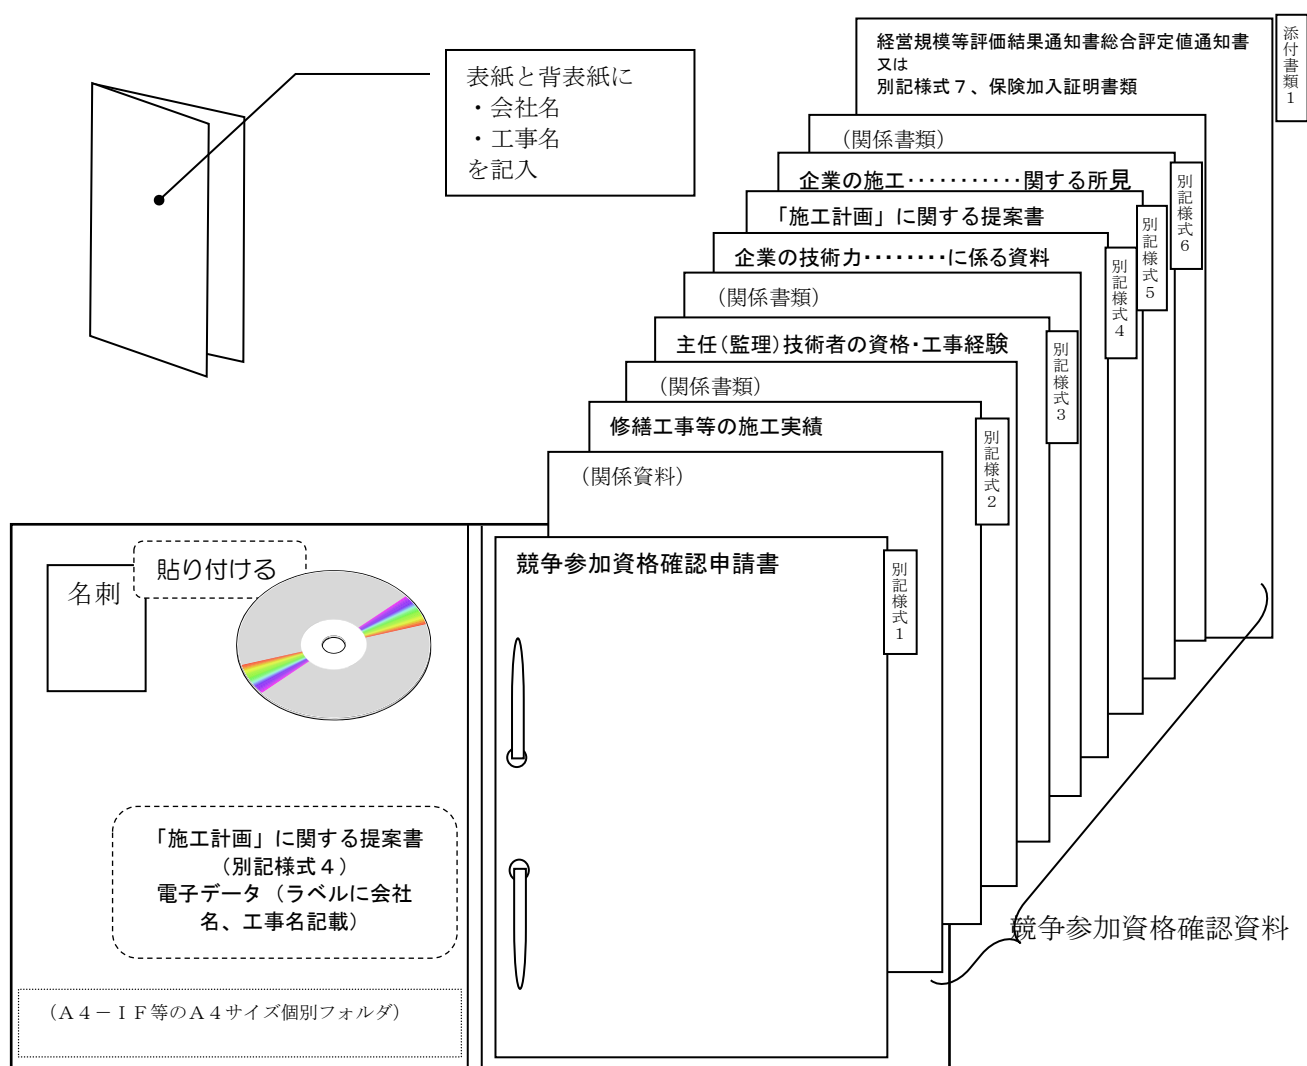 表紙と背表紙に
・会社名
・工事名
を記入
経営規模等評価結果通知書総合評定値通知書
又は
別記様式７、保険加入証明書類
添付書類１
（関係書類）
企業の施工･･･････････関する所見
別記様式６
「施工計画」に関する提案書
別記様式５
企業の技術力････････に係る資料
別記様式４
（関係書類）
主任（監理）技術者の資格･工事経験
別記様式３
（関係書類）
修繕工事等の施工実績
別記様式２
（関係資料）
競争参加資格確認申請書
別記様式１
名刺
貼り付ける
「施工計画」に関する提案書
（別記様式４）
電子データ（ラベルに会社
名、工事名記載）
（Ａ４－ＩＦ等のＡ４サイズ個別フォルダ）
競争参加資格確認資料